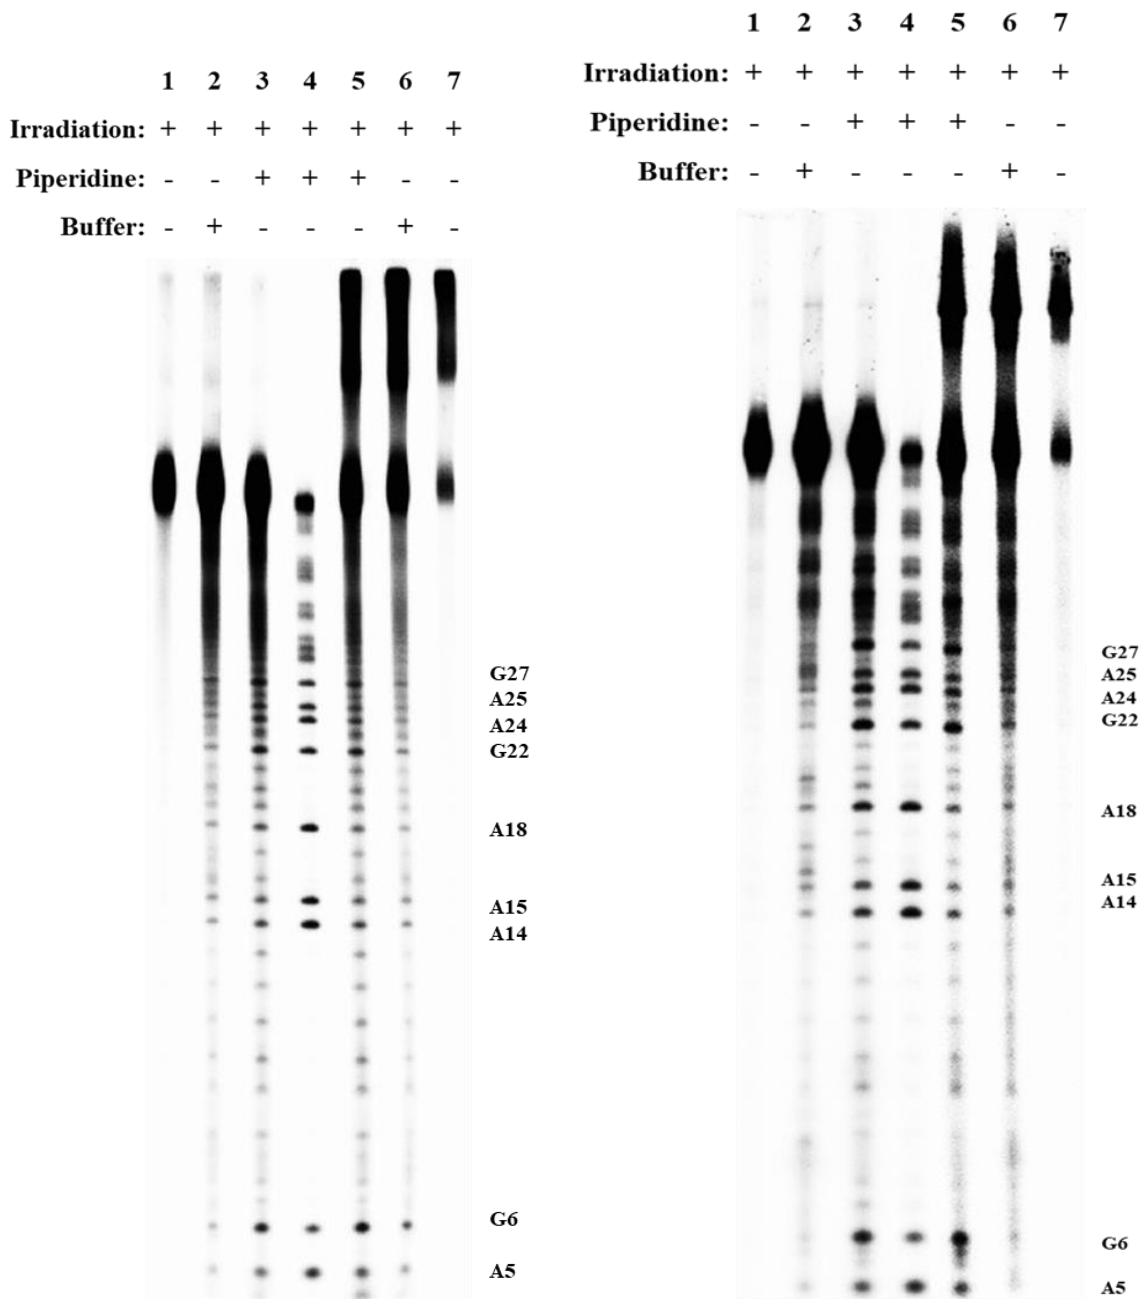 1 2 3 4 5 6 7
Irradiation: + + + + + + +
Piperidine: - - + + + - -
Buffer: - + - - - + -
G27
A25
A24
G22
A18
A15
A14
G6
A5
1 2 3 4 5 6 7
Irradiation: + + + + + + +
Piperidine: - - + + + - -
Buffer: - + - - - + -
G27
A25
A24
G22
A18
A15
A14
G6
A5